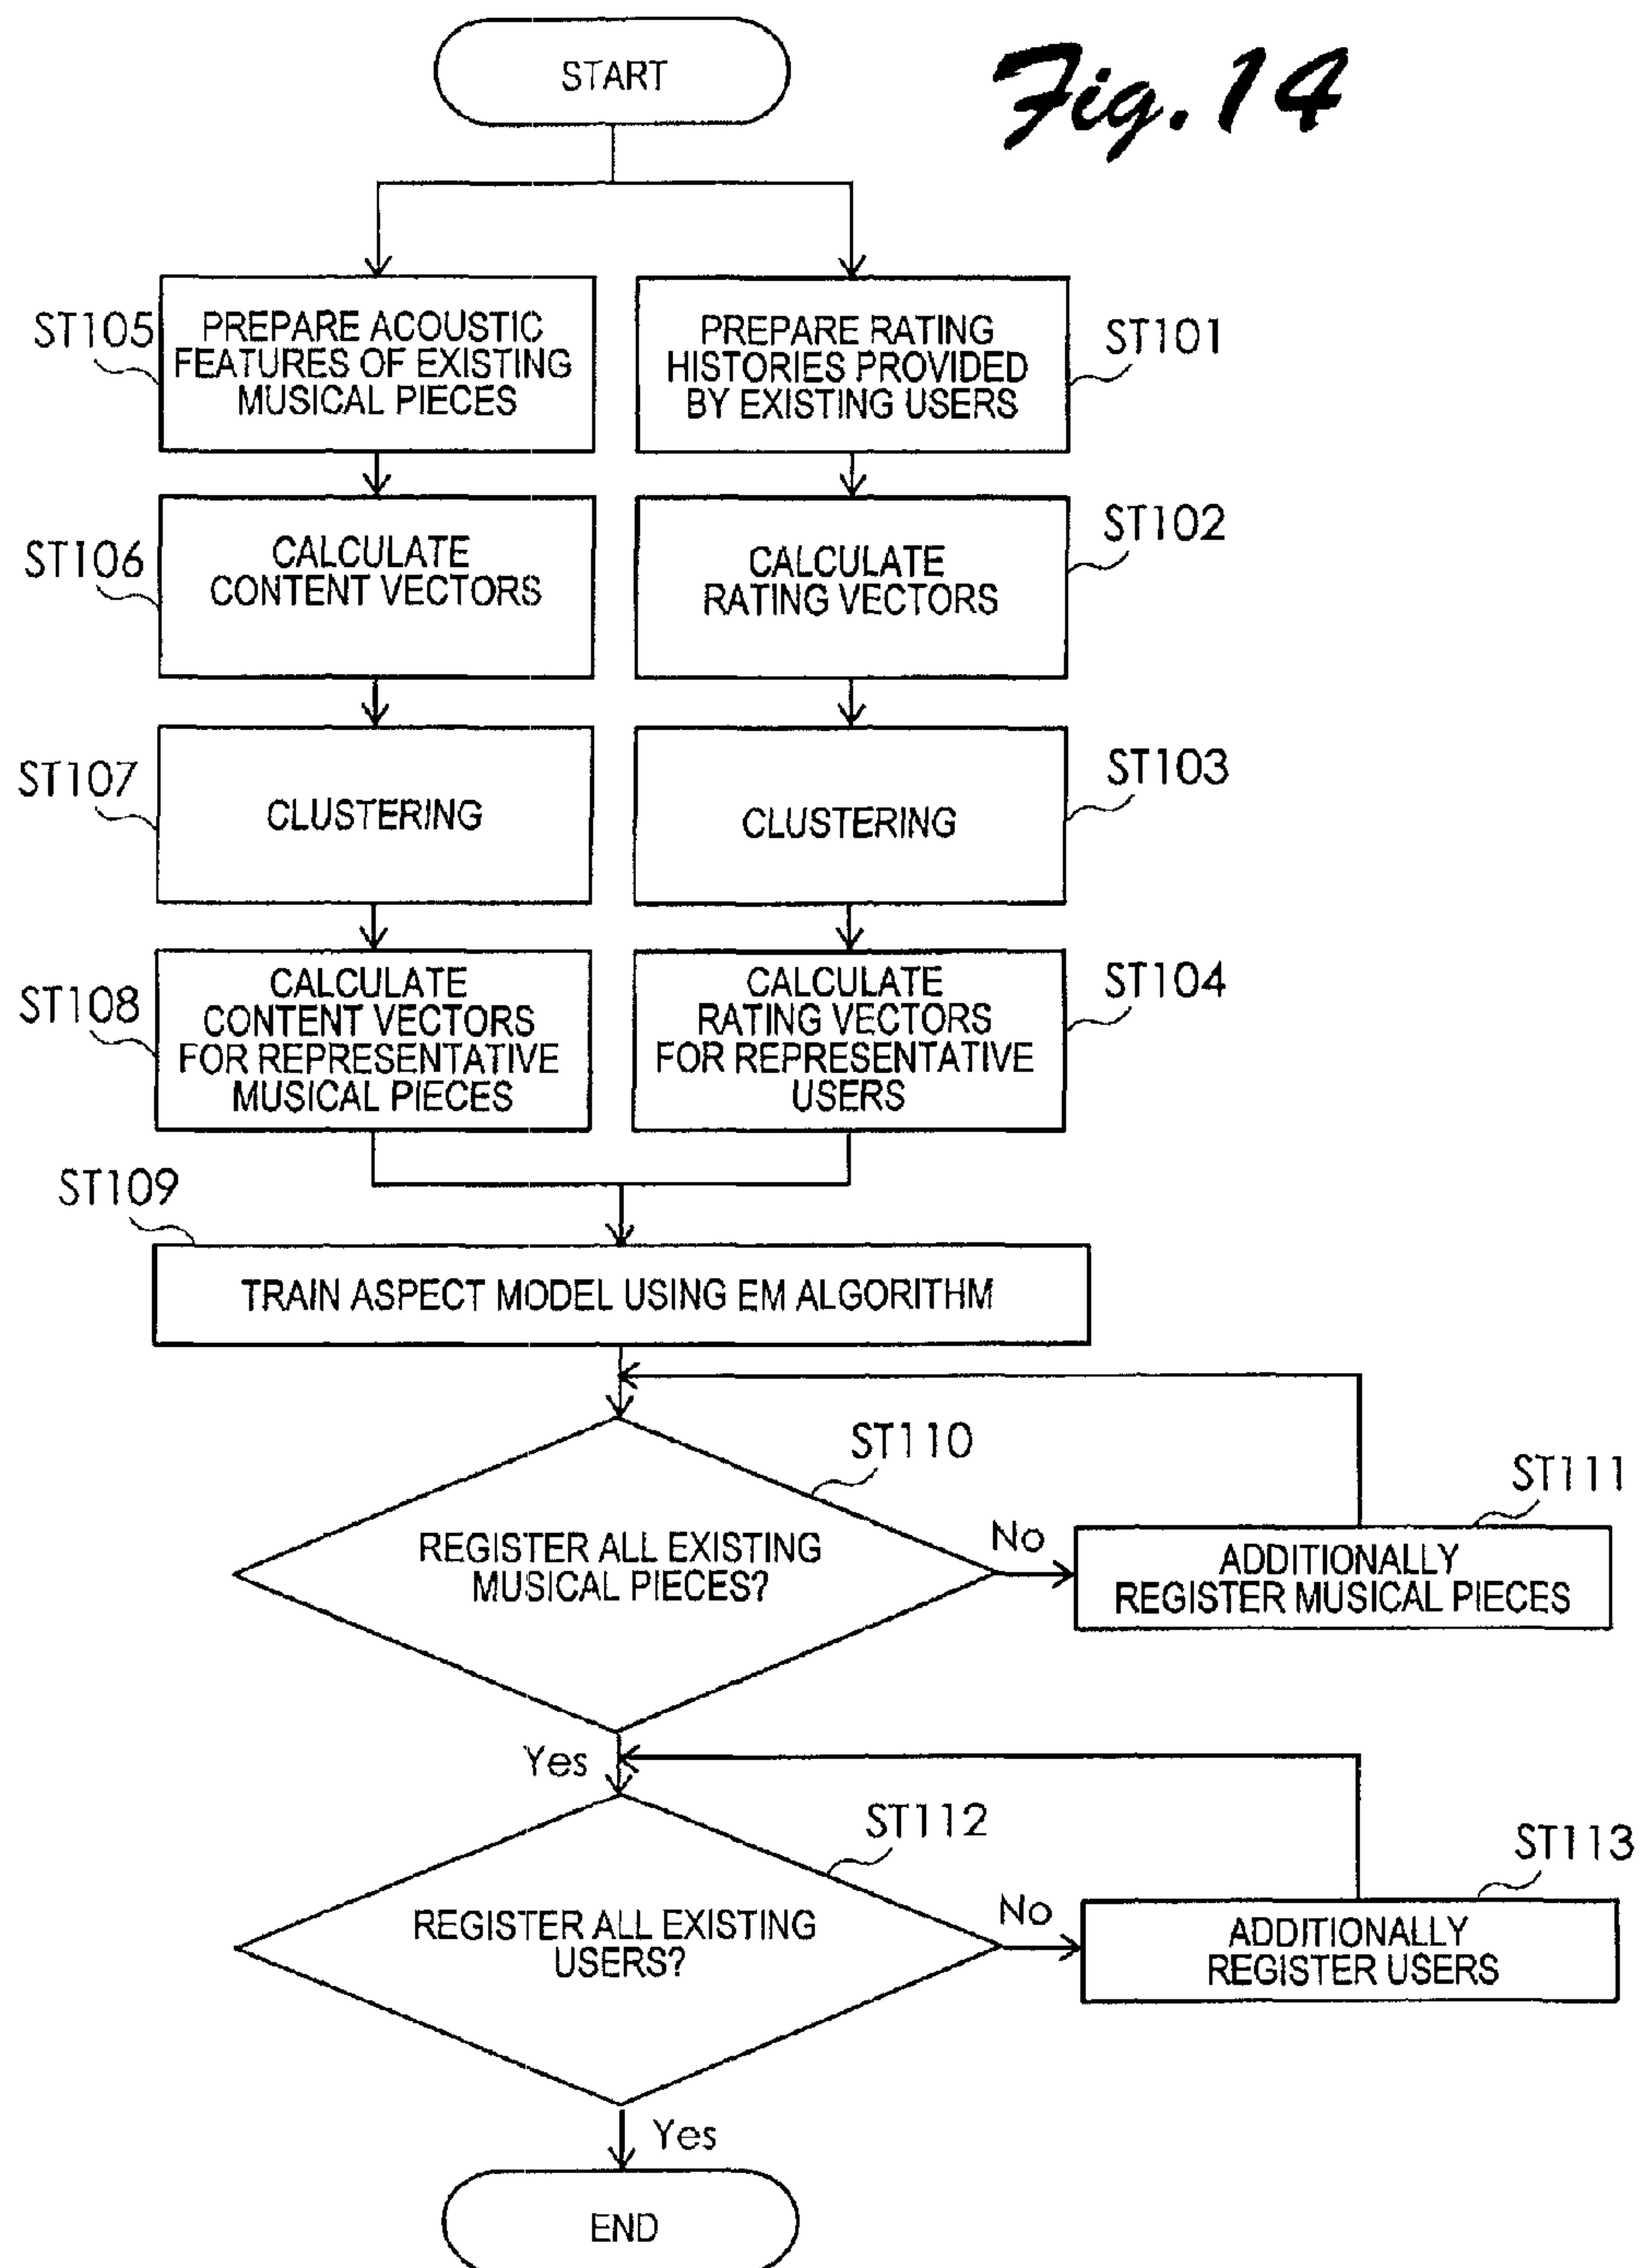 START
Fig. 14
ST105
PREPARE ACOUSTIC
FEATURES OF EXISTING
MUSICAL PIECES
PREPARE RATING
HISTORIES PROVIDED
BY EXISTING USERS
ST101
ST106
CALCULATE
CONTENT VECTORS
CALCULATE
RATING VECTORS
ST102
ST107
CLUSTERING
CLUSTERING
ST103
ST108
CALCULATE
CONTENT VECTORS
FOR REPRESENTATIVE
MUSICAL PIECES
CALCULATE
RATING VECTORS
FOR REPRESENTATIVE
USERS
ST104
ST109
TRAIN ASPECT MODEL USING EM ALGORITHM
ST110
REGISTER ALL EXISTING
MUSICAL PIECES?
No
ST111
ADDITIONALLY
REGISTER MUSICAL PIECES
Yes
ST112
REGISTER ALL EXISTING
USERS?
No
ST113
ADDITIONALLY
REGISTER USERS
Yes
END